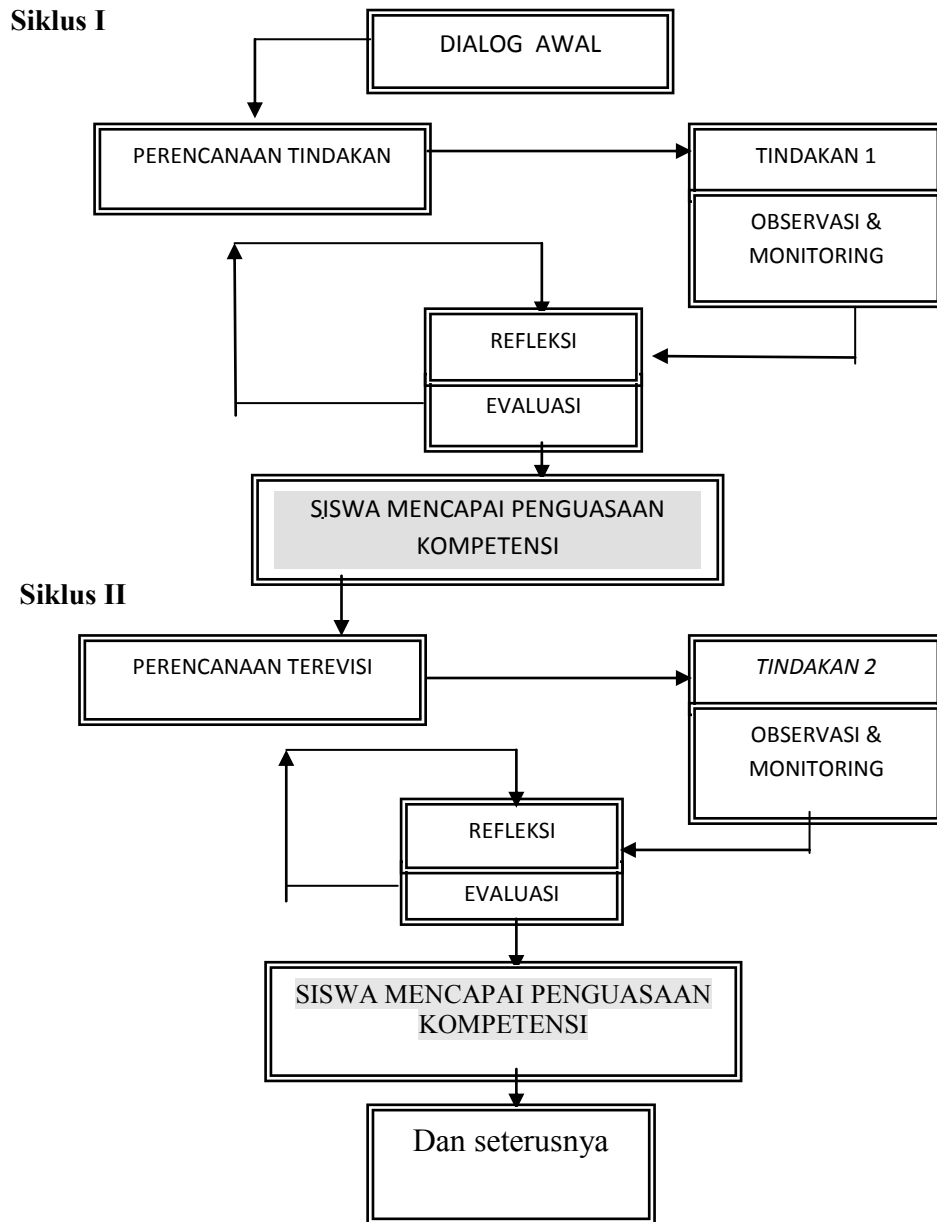 Siklus I
DIALOG AWAL
PERENCANAAN TINDAKAN
TINDAKAN 1
OBSERVASI &
MONITORING
REFLEKSI
EVALUASI
SISWA MENCAPAI PENGUASAAN
KOMPETENSI
Siklus II
PERENCANAAN TEREVISI
TINDAKAN 2
OBSERVASI &
MONITORING
REFLEKSI
EVALUASI
SISWA MENCAPAI PENGUASAAN
KOMPETENSI
Dan seterusnya